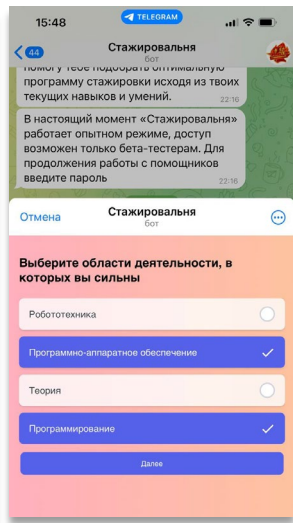 15:48
TELEGRAM
44
Стажировальня
бот
помогу тебе подобрать оптимальную
программу стажировки исходя из твоих
текущих навыков и умений.
22:16
В настоящий момент «Стажировальня»
работает опытном режиме, доступ
возможен только бета-тестерам. Для
продолжения работы с помощников
введите пароль
22:16
Отмена
Стажировальня
бот
Выберите области деятельности, в
которых вы сильны
Робототехника
Программно-аппаратное обеспечение
Теория
Программирование
Далее